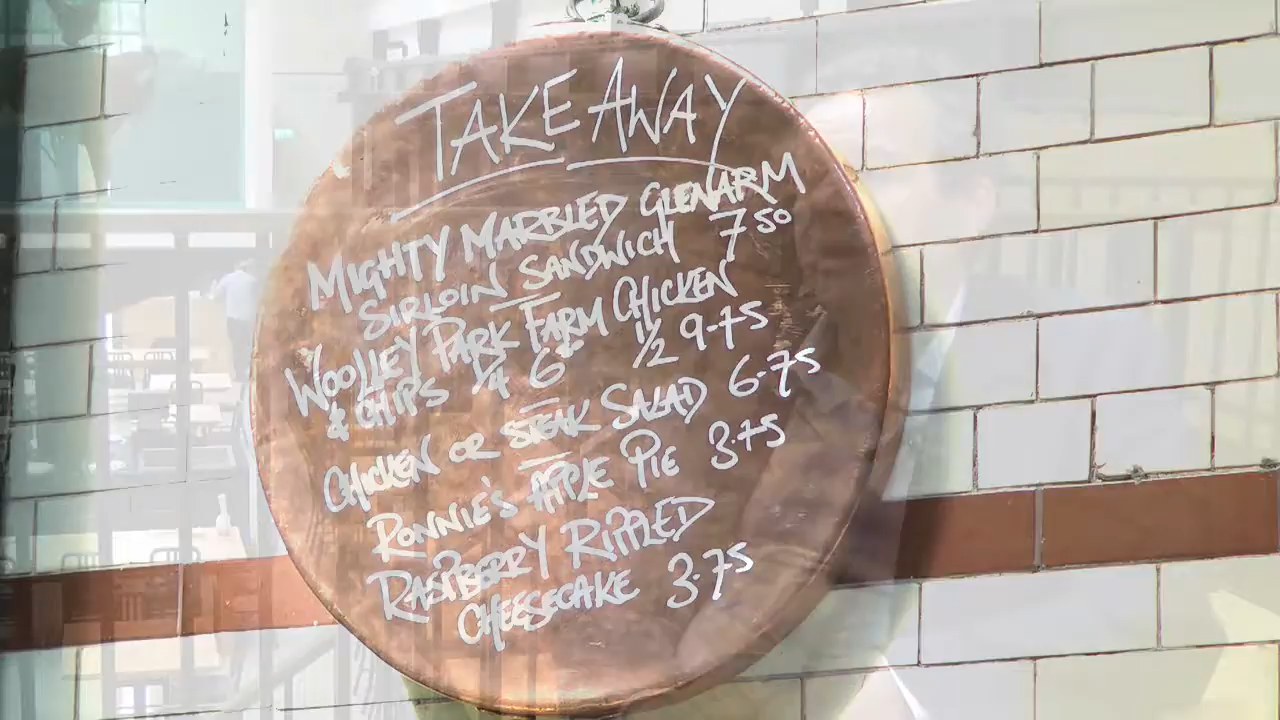 TAKE AWAY
MIGHTY MARBLED GLENARM
SIRLOIN SANDWICH 7 50
WOOLLEY PARK FARM CHICKEN
& CHIPS 1/4 6 1/2 9.75
CHICKEN OR STEAK SALAD 6.75
RONNIE'S APPLE PIE 3.75
RASPBERRY RIPPLED
CHEESECAKE 3.75